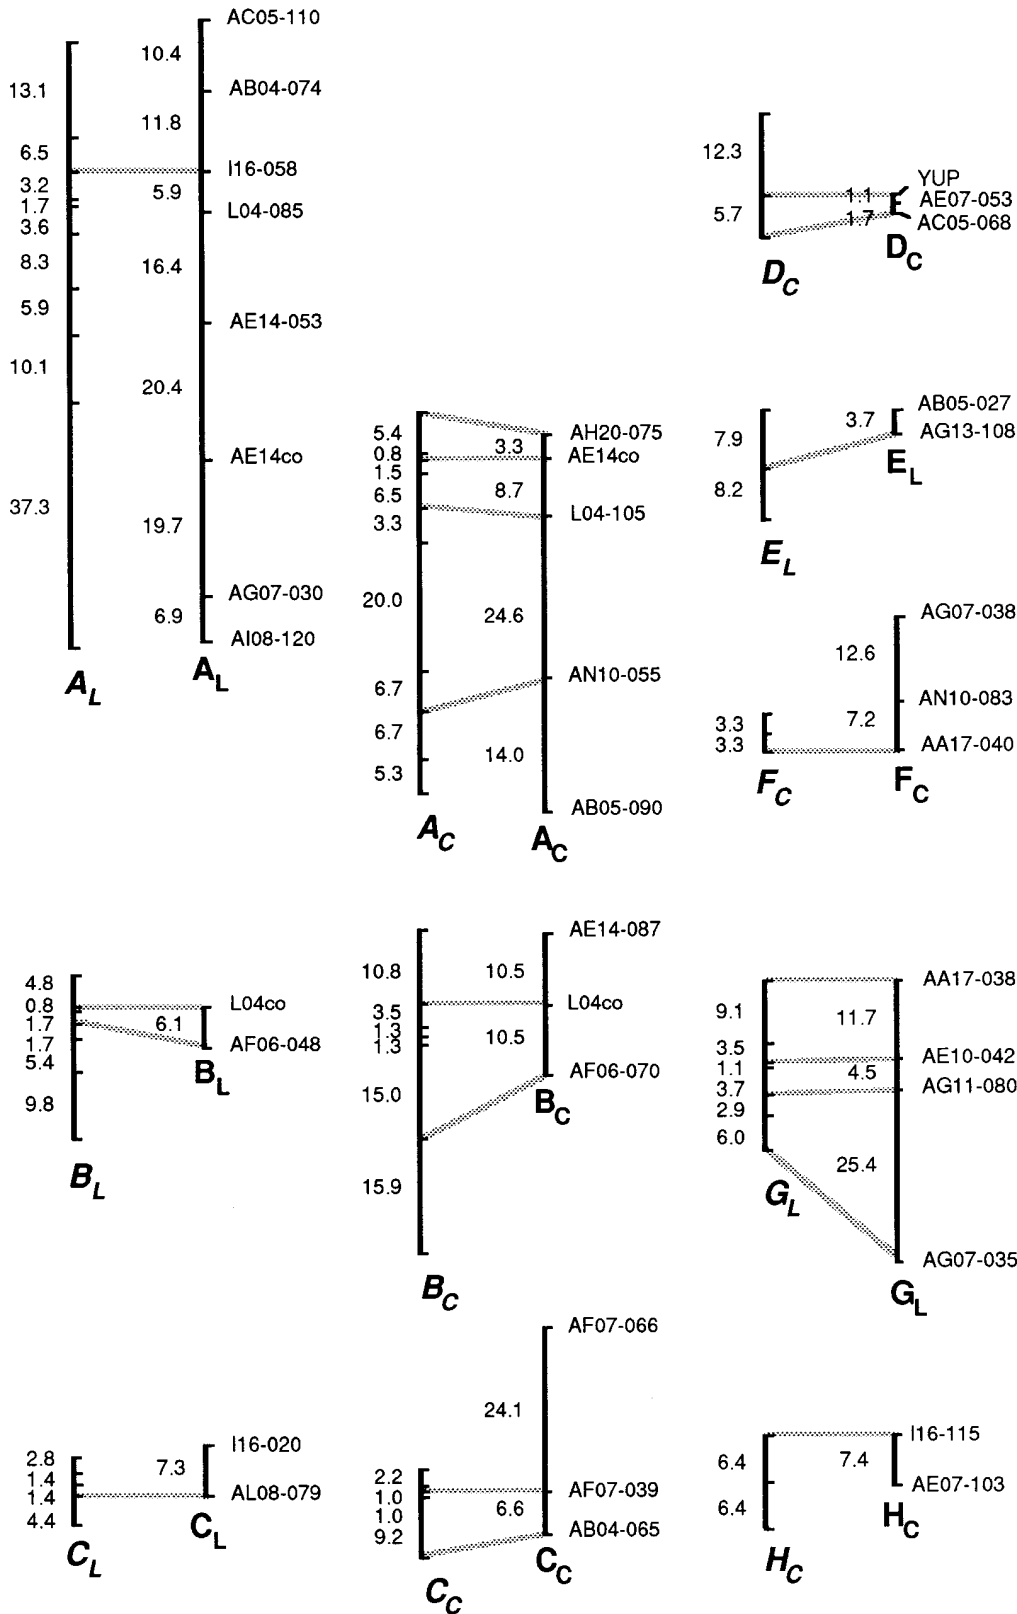 AC05-110
10.4
13.1
AB04-074
11.8
6.5
I16-058
3.2
5.9
1.7
L04-085
3.6
8.3
16.4
5.9
AE14-053
10.1
20.4
AE14co
37.3
19.7
AG07-030
6.9
AI08-120
A_L
A_L
5.4
AH20-075
3.3
0.8
AE14co
1.5
6.5
8.7
3.3
L04-105
20.0
24.6
6.7
AN10-055
6.7
14.0
5.3
AB05-090
A_C
A_C
12.3
YUP
1.1
AE07-053
5.7
1.7
AC05-068
D_C
D_C
AB05-027
3.7
7.9
AG13-108
E_L
8.2
E_L
AG07-038
12.6
AN10-083
3.3
7.2
3.3
AA17-040
F_C
F_C
4.8
0.8
L04co
1.7
6.1
1.7
AF06-048
5.4
B_L
9.8
B_L
AE14-087
10.8
10.5
3.5
L04co
1.3
10.5
1.3
AF06-070
15.0
B_C
15.9
B_C
AA17-038
9.1
11.7
3.5
AE10-042
1.1
4.5
3.7
AG11-080
2.9
6.0
25.4
G_L
AG07-035
G_L
I16-020
2.8
7.3
1.4
1.4
AL08-079
4.4
C_L
C_L
AF07-066
24.1
2.2
AF07-039
1.0
6.6
1.0
AB04-065
9.2
C_C
C_C
I16-115
6.4
7.4
AE07-103
6.4
H_C
H_C